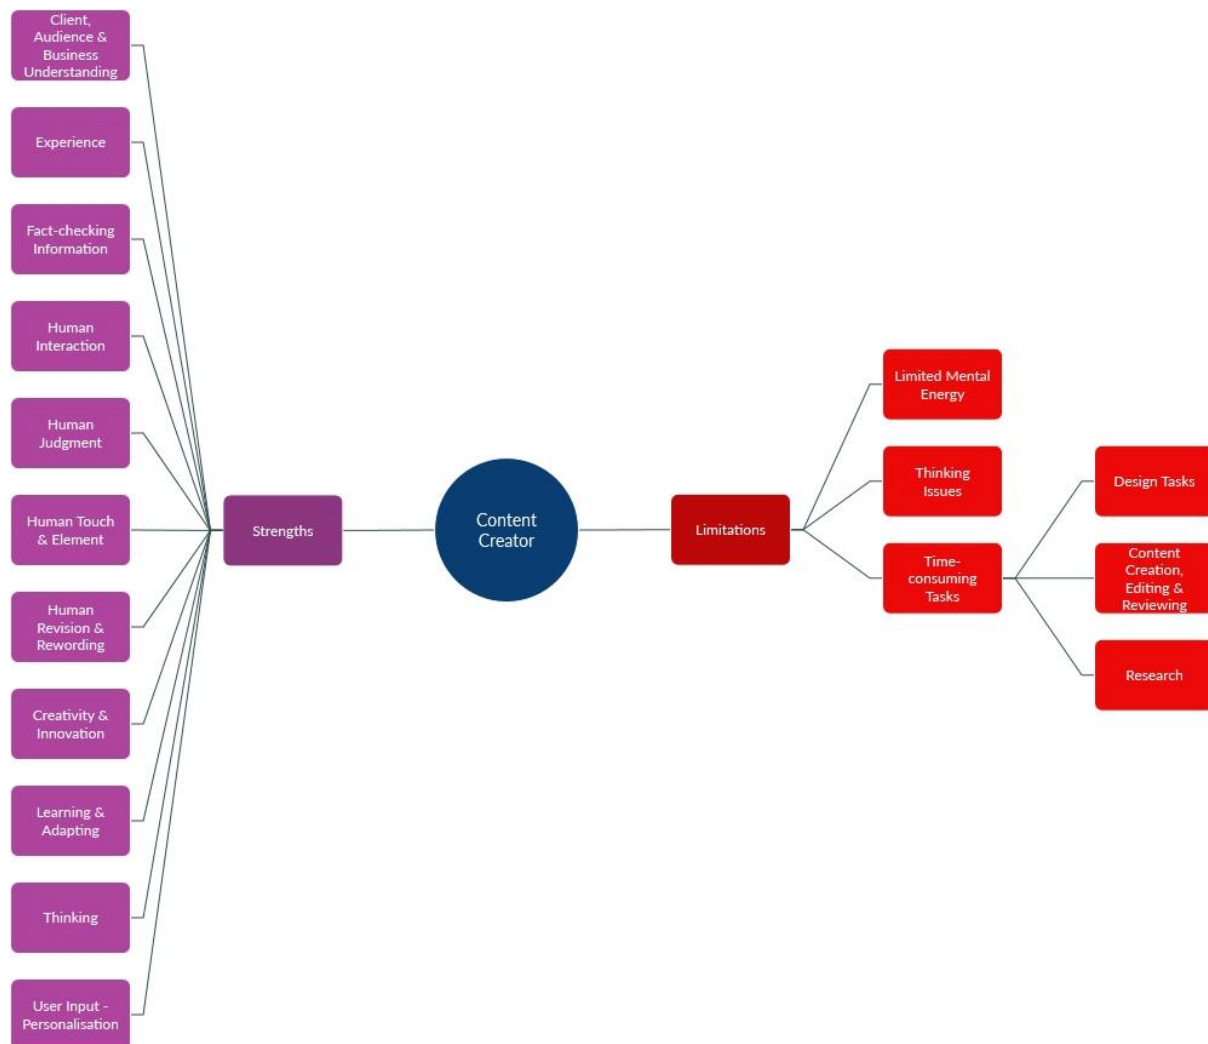 Client,
Audience &
Business
Understanding
Experience
Fact-checking
Information
Human
Interaction
Human
Judgment
Human Touch
& Element
Human
Revision &
Rewording
Creativity &
Innovation
Learning &
Adapting
Thinking
User Input -
Personalisation
Strengths
Content
Creator
Limitations
Limited Mental
Energy
Thinking
Issues
Time-
consuming
Tasks
Design Tasks
Content
Creation,
Editing &
Reviewing
Research